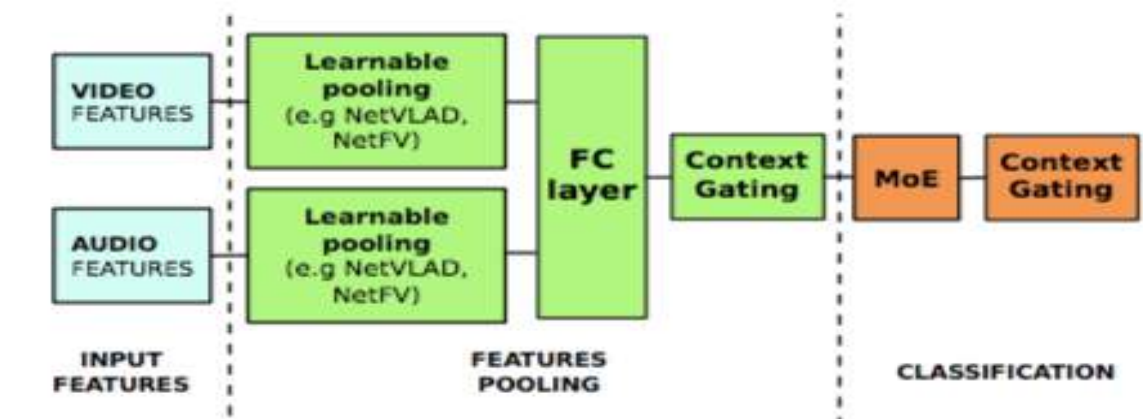 VIDEO
FEATURES
Learnable
pooling
(e.g NetVLAD,
NetFV)
AUDIO
FEATURES
Learnable
pooling
(e.g NetVLAD,
NetFV)
FC
layer
Context
Gating
MoE
Context
Gating
INPUT
FEATURES
FEATURES
POOLING
CLASSIFICATION